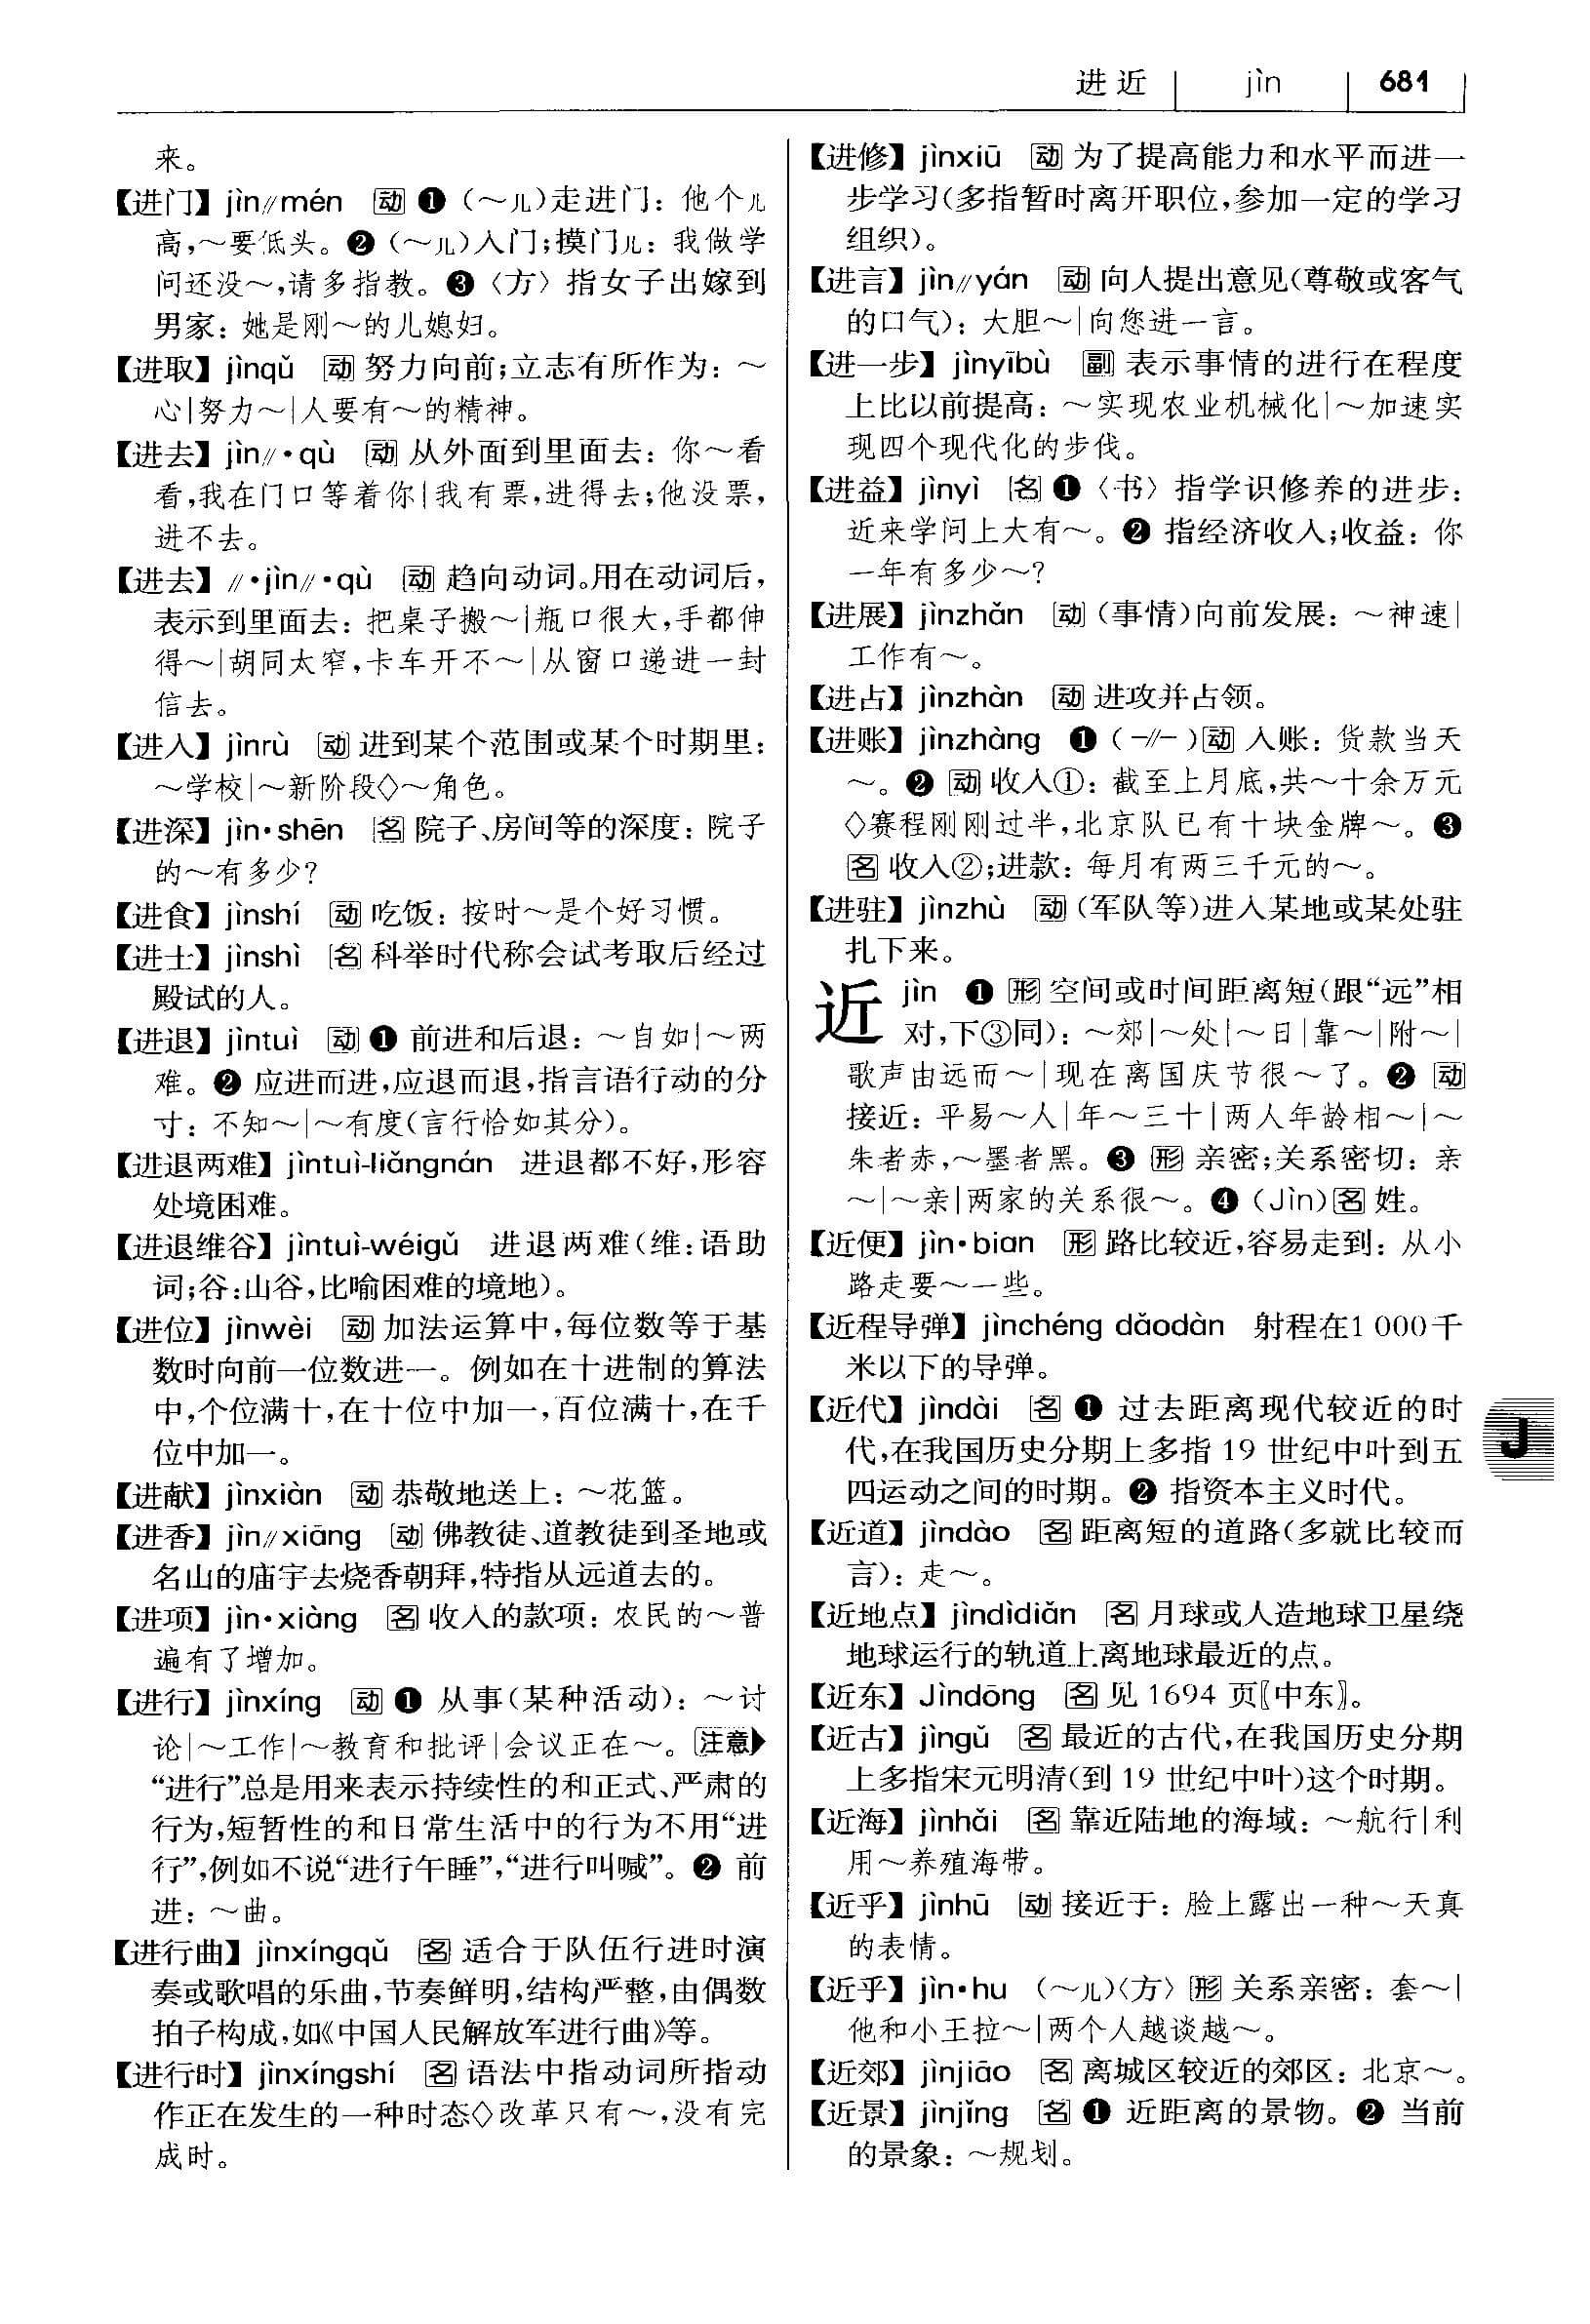 进近 jìn 681
来。
【进门】 jìn//mén 动 ❶（～儿）走进门：他个儿
高，～要低头。❷（～儿）入门；摸门儿：我做学
问还没～，请多指教。❸〈方〉指女子出嫁到
男家：她是刚～的儿媳妇。
【进取】 jìnqǔ 动 努力向前；立志有所作为：～
心|努力～|人要有～的精神。
【进去】 jìn//•qù 动 从外面到里面去：你～看
看，我在门口等着你|我有票，进得去；他没票，
进不去。
【进去】 //•jìn//•qù 动 趋向动词。用在动词后，
表示到里面去：把桌子搬～|瓶口很大，手都伸
得～|胡同太窄，卡车开不～|从窗口递进一封
信去。
【进入】 jìnrù 动 进到某个范围或某个时期里：
～学校|～新阶段◇～角色。
【进深】 jìn•shēn 名 院子、房间等的深度：院子
的～有多少？
【进食】 jìnshí 动 吃饭：按时～是个好习惯。
【进士】 jìnshì 名 科举时代称会试考取后经过
殿试的人。
【进退】 jìntuì 动 ❶ 前进和后退：～自如|～两
难。❷ 应进而进，应退而退，指言语行动的分
寸：不知～|～有度（言行恰如其分）。
【进退两难】 jìntuì-liǎngnán 进退都不好，形容
处境困难。
【进退维谷】 jìntuì-wéigǔ 进退两难（维：语助
词；谷：山谷，比喻困难的境地）。
【进位】 jìnwèi 动 加法运算中，每位数等于基
数时向前一位数进一。例如在十进制的算法
中，个位满十，在十位中加一，百位满十，在千
位中加一。
【进献】 jìnxiàn 动 恭敬地送上：～花篮。
【进香】 jìn//xiāng 动 佛教徒、道教徒到圣地或
名山的庙宇去烧香朝拜，特指从远道去的。
【进项】 jìn•xiàng 名 收入的款项：农民的～普
遍有了增加。
【进行】 jìnxíng 动 ❶ 从事（某种活动）：～讨
论|～工作|～教育和批评|会议正在～。注意▶
“进行”总是用来表示持续性的和正式、严肃的
行为，短暂性的和日常生活中的行为不用“进
行”，例如不说“进行午睡”，“进行叫喊”。❷ 前
进：～曲。
【进行曲】 jìnxíngqǔ 名 适合于队伍行进时演
奏或歌唱的乐曲，节奏鲜明，结构严整，由偶数
拍子构成，如《中国人民解放军进行曲》等。
【进行时】 jìnxíngshí 名 语法中指动词所指动
作正在发生的一种时态◇改革只有～，没有完
成时。
【进修】 jìnxiū 动 为了提高能力和水平而进一
步学习（多指暂时离开职位，参加一定的学习
组织）。
【进言】 jìn//yán 动 向人提出意见（尊敬或客气
的口气）：大胆～|向您进一言。
【进一步】 jìnyībù 副 表示事情的进行在程度
上比以前提高：～实现农业机械化|～加速实
现四个现代化的步伐。
【进益】 jìnyì 名 ❶〈书〉指学识修养的进步：
近来学问上大有～。❷ 指经济收入；收益：你
一年有多少～？
【进展】 jìnzhǎn 动（事情）向前发展：～神速|
工作有～。
【进占】 jìnzhàn 动 进攻并占领。
【进账】 jìnzhàng ❶（-//-）动 入账：货款当天
～。❷ 动 收入①：截至上月底，共～十余万元
◇赛程刚刚过半，北京队已有十块金牌～。❸
名 收入②；进款：每月有两三千元的～。
【进驻】 jìnzhù 动（军队等）进入某地或某处驻
扎下来。
近 jìn ❶ 形 空间或时间距离短（跟“远”相
对，下③同）：～郊|～处|～日|靠～|附～|
歌声由远而～|现在离国庆节很～了。❷ 动
接近：平易～人|年～三十|两人年龄相～|～
朱者赤，～墨者黑。❸ 形 亲密；关系密切：亲
～|～亲|两家的关系很～。❹（Jìn）名 姓。
【近便】 jìn•bian 形 路比较近，容易走到：从小
路走要～一些。
【近程导弹】 jìnchéng dǎodàn 射程在1 000千
米以下的导弹。
【近代】 jìndài 名 ❶ 过去距离现代较近的时
代，在我国历史分期上多指 19 世纪中叶到五
四运动之间的时期。❷ 指资本主义时代。
【近道】 jìndào 名 距离短的道路（多就比较而
言）：走～。
【近地点】 jìndìdiǎn 名 月球或人造地球卫星绕
地球运行的轨道上离地球最近的点。
【近东】 Jìndōng 名 见 1694 页〖中东〗。
【近古】 jìngǔ 名 最近的古代，在我国历史分期
上多指宋元明清（到 19 世纪中叶）这个时期。
【近海】 jìnhǎi 名 靠近陆地的海域：～航行|利
用～养殖海带。
【近乎】 jìnhū 动 接近于：脸上露出一种～天真
的表情。
【近乎】 jìn•hu （～儿）〈方〉形 关系亲密：套～|
他和小王拉～|两个人越谈越～。
【近郊】 jìnjiāo 名 离城区较近的郊区：北京～。
【近景】 jìnjǐng 名 ❶ 近距离的景物。❷ 当前
的景象：～规划。
J